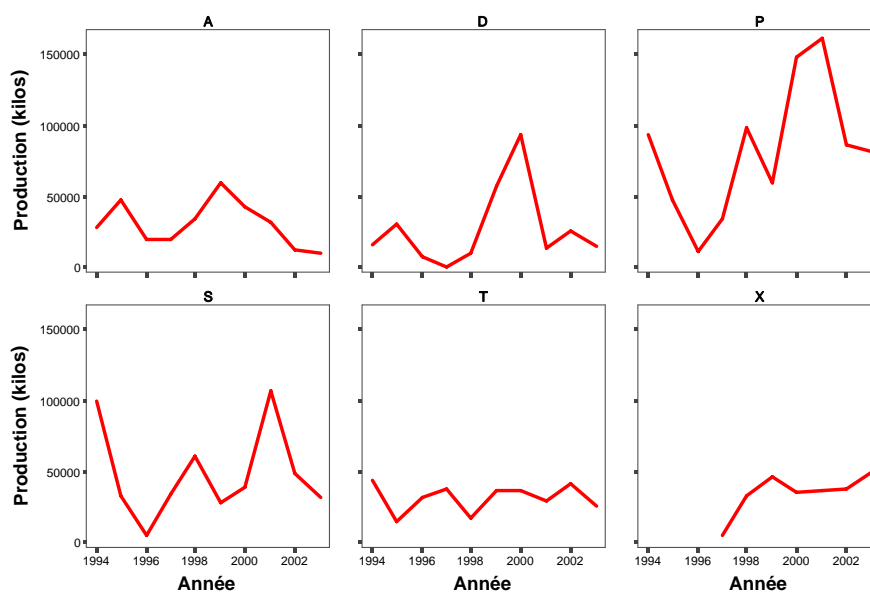 A D P
Production (kilos)
150000
100000
50000
0
S T X
Production (kilos)
150000
100000
50000
0
1994 1996 1998 2000 2002 1994 1996 1998 2000 2002 1994 1996 1998 2000 2002
Année Année Année